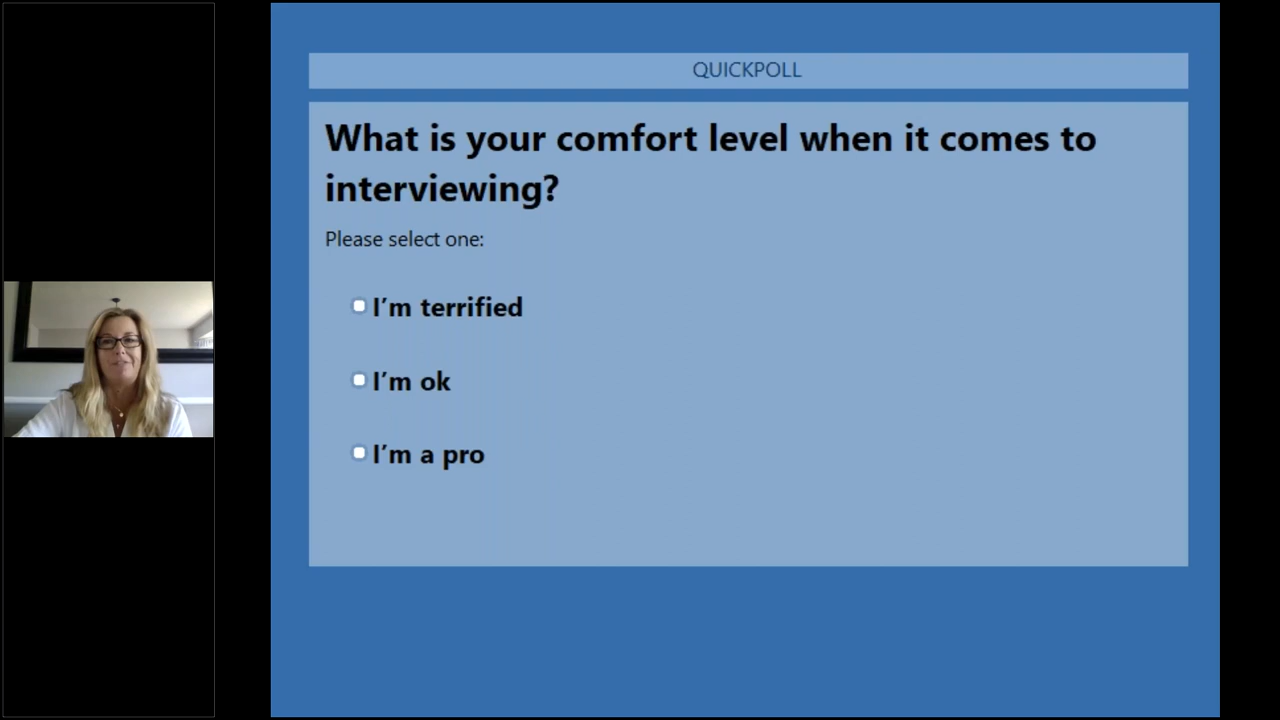 QUICKPOLL
What is your comfort level when it comes to
interviewing?
Please select one:
I’m terrified
I’m ok
I’m a pro